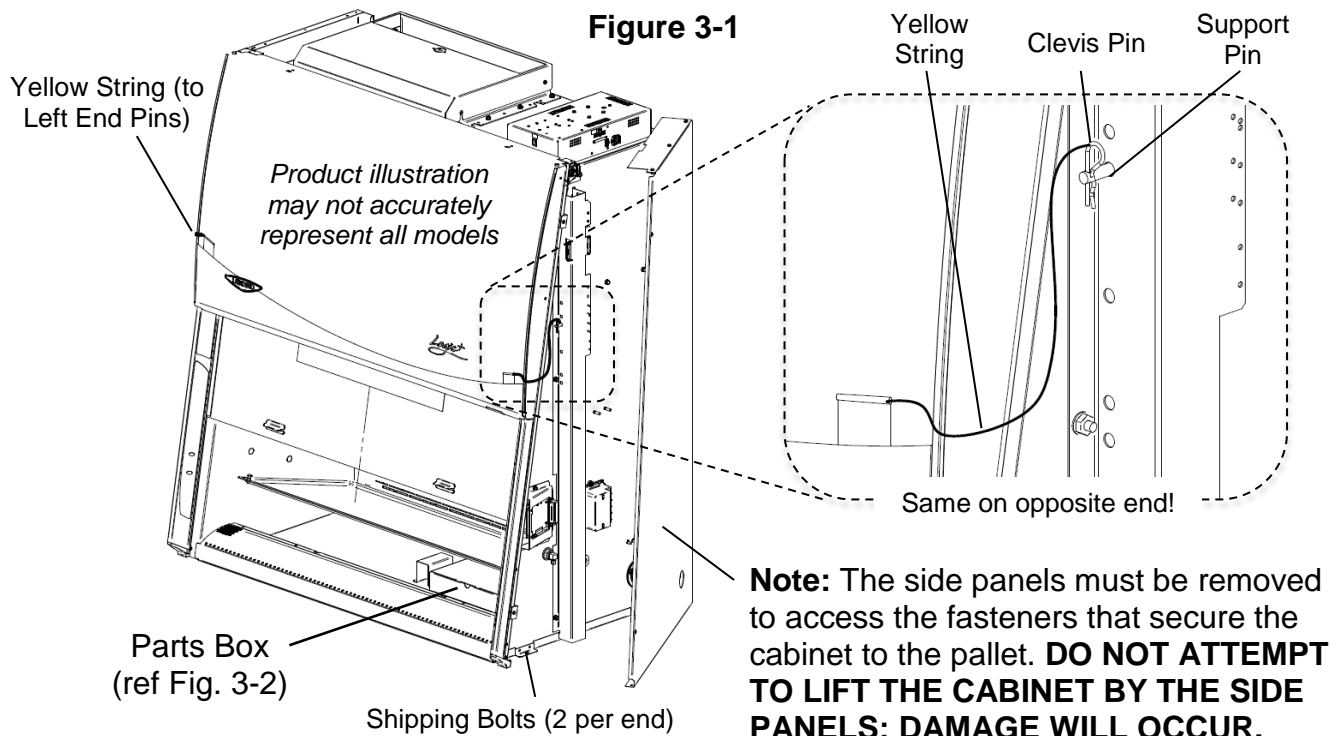 Figure 3-1
Yellow String (to
Left End Pins)
Yellow
String
Clevis Pin
Support
Pin
Product illustration
may not accurately
represent all models
Logic+
Same on opposite end!
Parts Box
(ref Fig. 3-2)
Shipping Bolts (2 per end)
Note: The side panels must be removed
to access the fasteners that secure the
cabinet to the pallet. DO NOT ATTEMPT
TO LIFT THE CABINET BY THE SIDE
PANELS; DAMAGE WILL OCCUR.